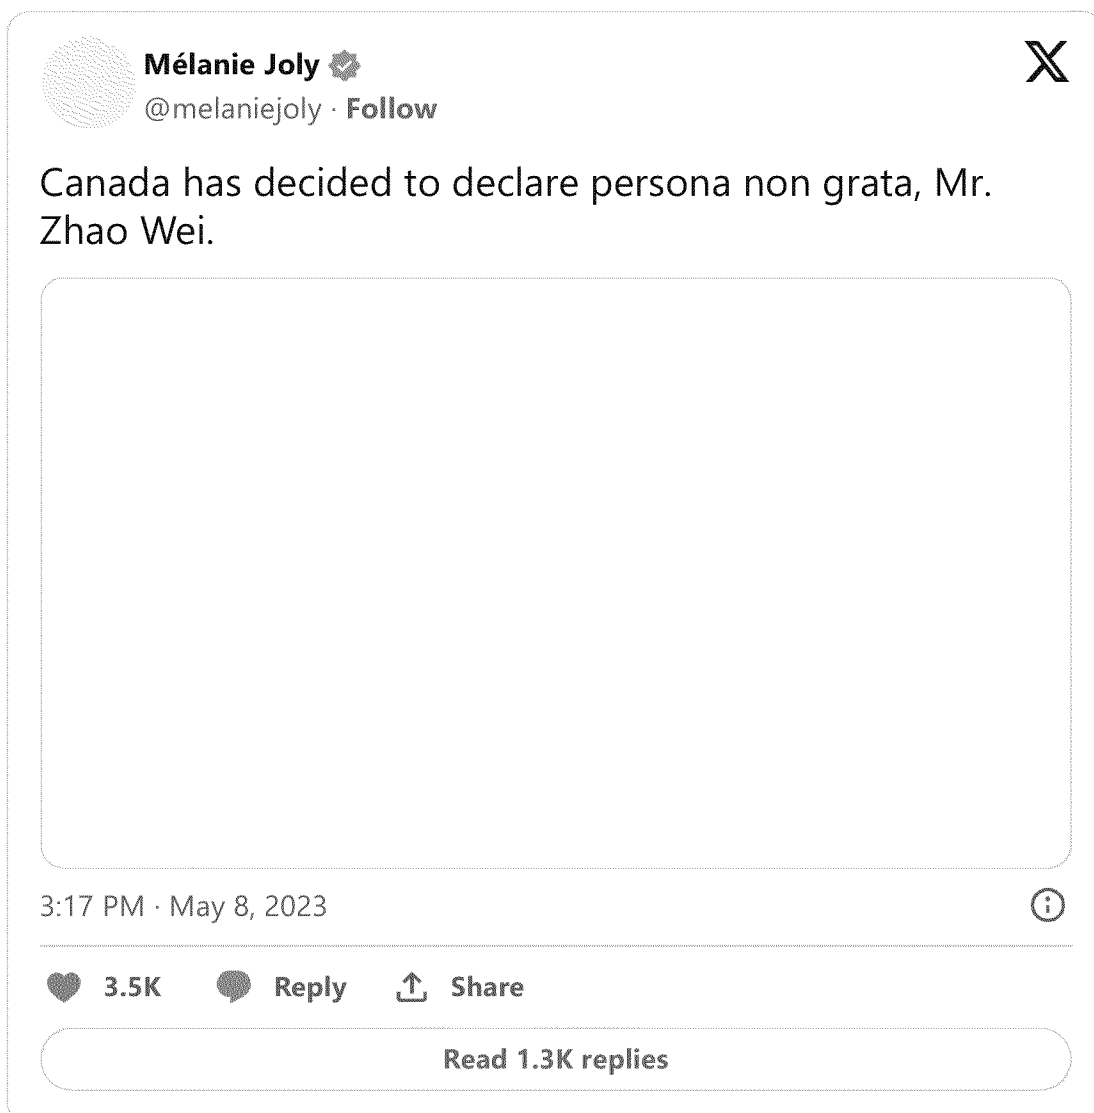 Mélanie Joly
@melaniejoly · Follow
Canada has decided to declare persona non grata, Mr.
Zhao Wei.
3:17 PM · May 8, 2023
3.5K Reply Share
Read 1.3K replies